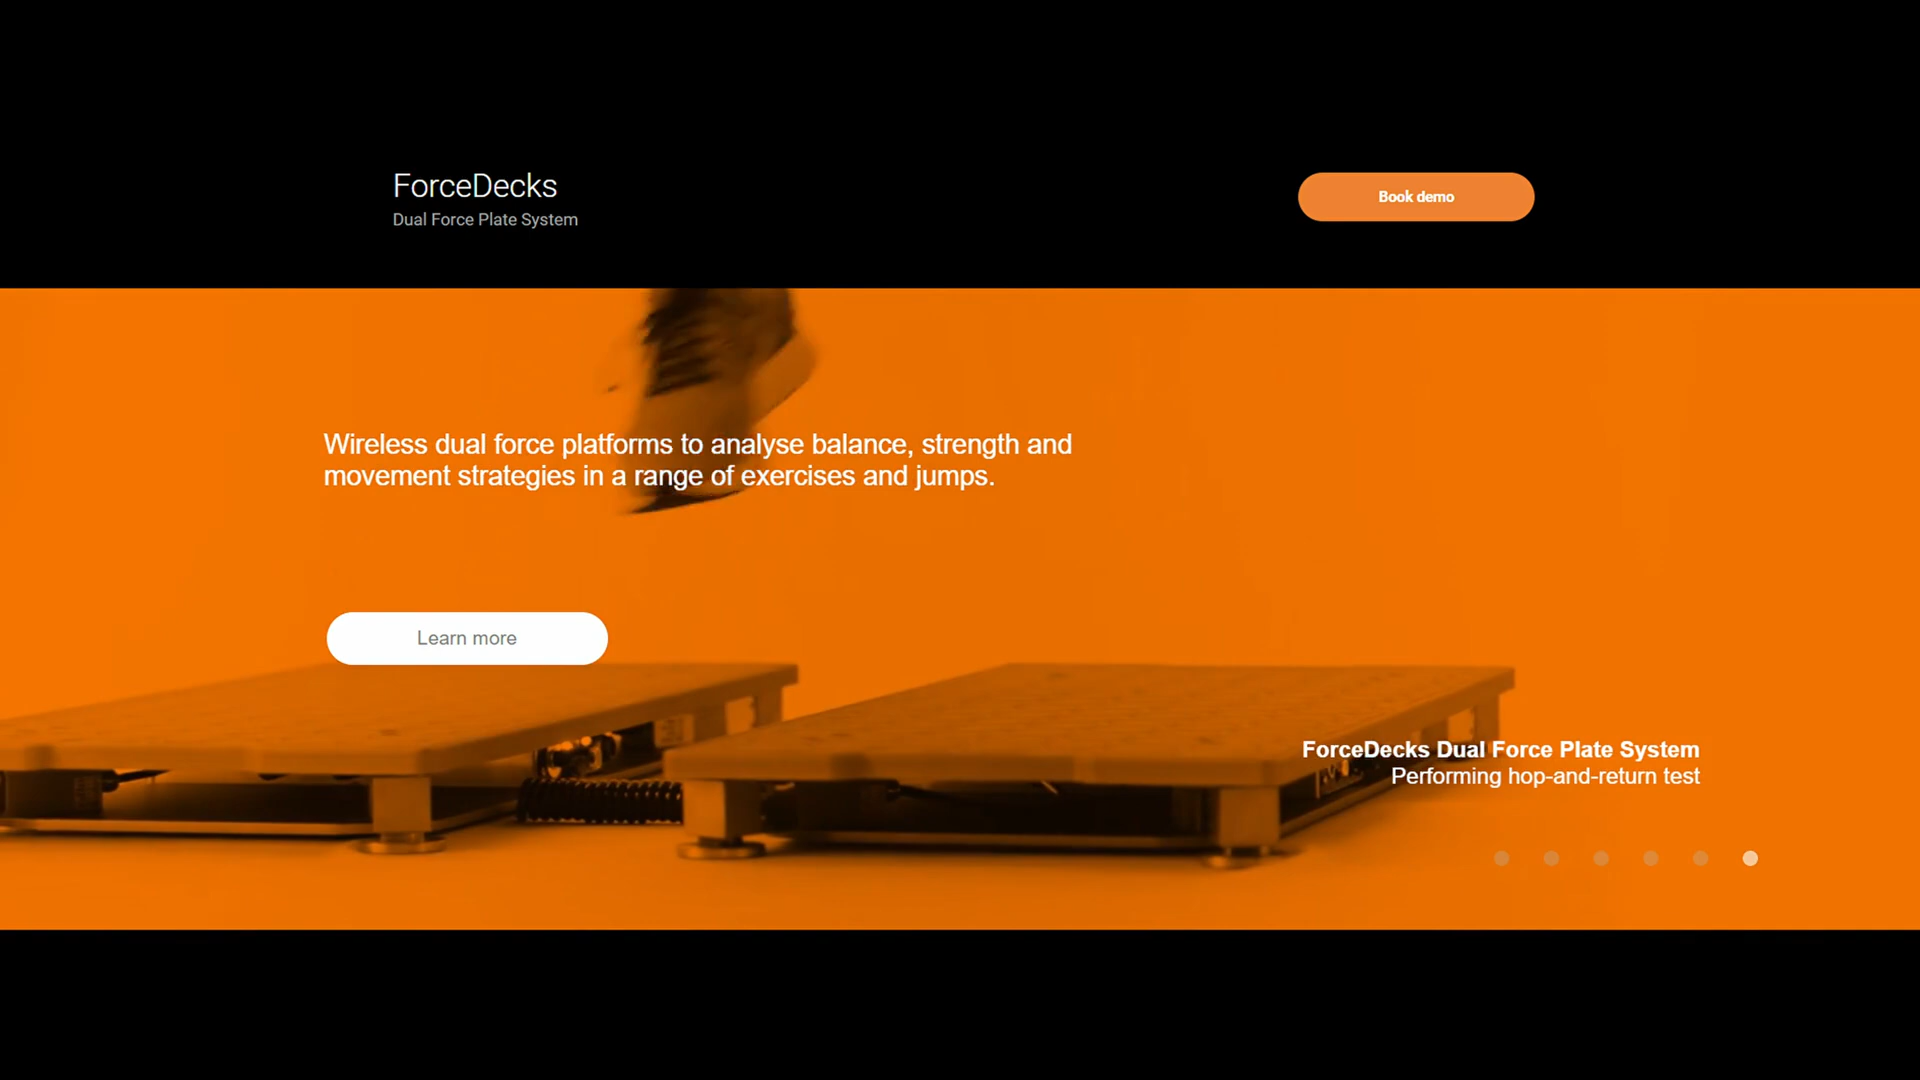 ForceDecks
Dual Force Plate System
Book demo
Wireless dual force platforms to analyse balance, strength and
movement strategies in a range of exercises and jumps.
Learn more
ForceDecks Dual Force Plate System
Performing hop-and-return test